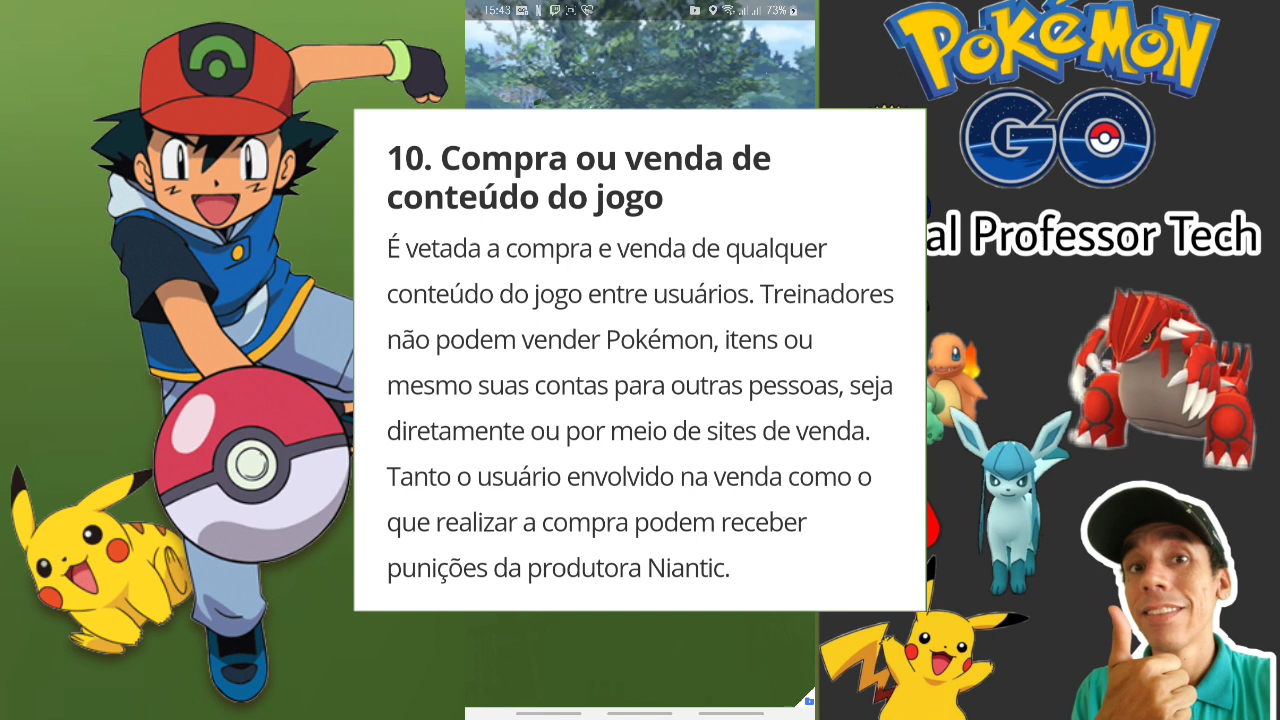 15:43
73%
POKÉMON
GO
al Professor Tech
10. Compra ou venda de
conteúdo do jogo
É vetada a compra e venda de qualquer
conteúdo do jogo entre usuários. Treinadores
não podem vender Pokémon, itens ou
mesmo suas contas para outras pessoas, seja
diretamente ou por meio de sites de venda.
Tanto o usuário envolvido na venda como o
que realizar a compra podem receber
punições da produtora Niantic.